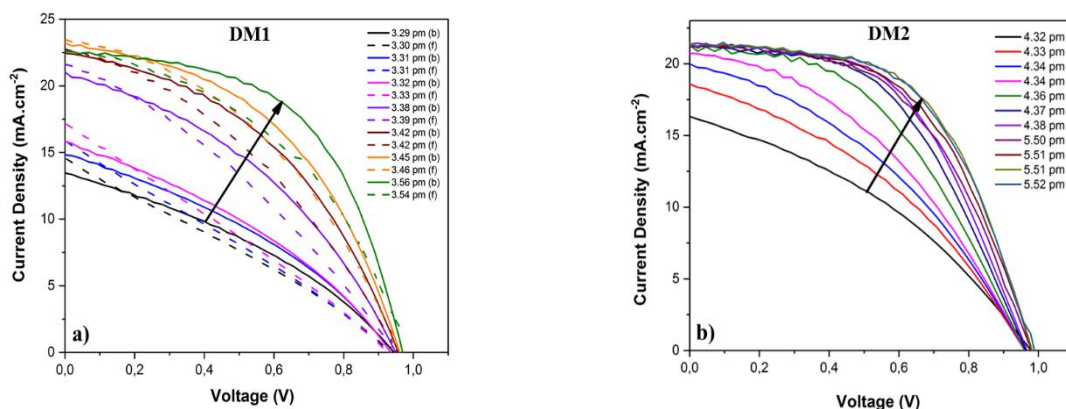 DM1
25
20
15
10
5
0
Current Density (mA.cm⁻²)
0,0 0,2 0,4 0,6 0,8 1,0
Voltage (V)
a)
3.29 pm (b)
3.30 pm (f)
3.31 pm (b)
3.31 pm (f)
3.32 pm (b)
3.33 pm (f)
3.38 pm (b)
3.39 pm (f)
3.42 pm (b)
3.42 pm (f)
3.45 pm (b)
3.46 pm (f)
3.56 pm (b)
3.54 pm (f)
DM2
20
15
10
5
0
Current Density (mA.cm⁻²)
0,0 0,2 0,4 0,6 0,8 1,0
Voltage (V)
b)
4.32 pm
4.33 pm
4.34 pm
4.34 pm
4.36 pm
4.37 pm
4.38 pm
5.50 pm
5.51 pm
5.51 pm
5.52 pm